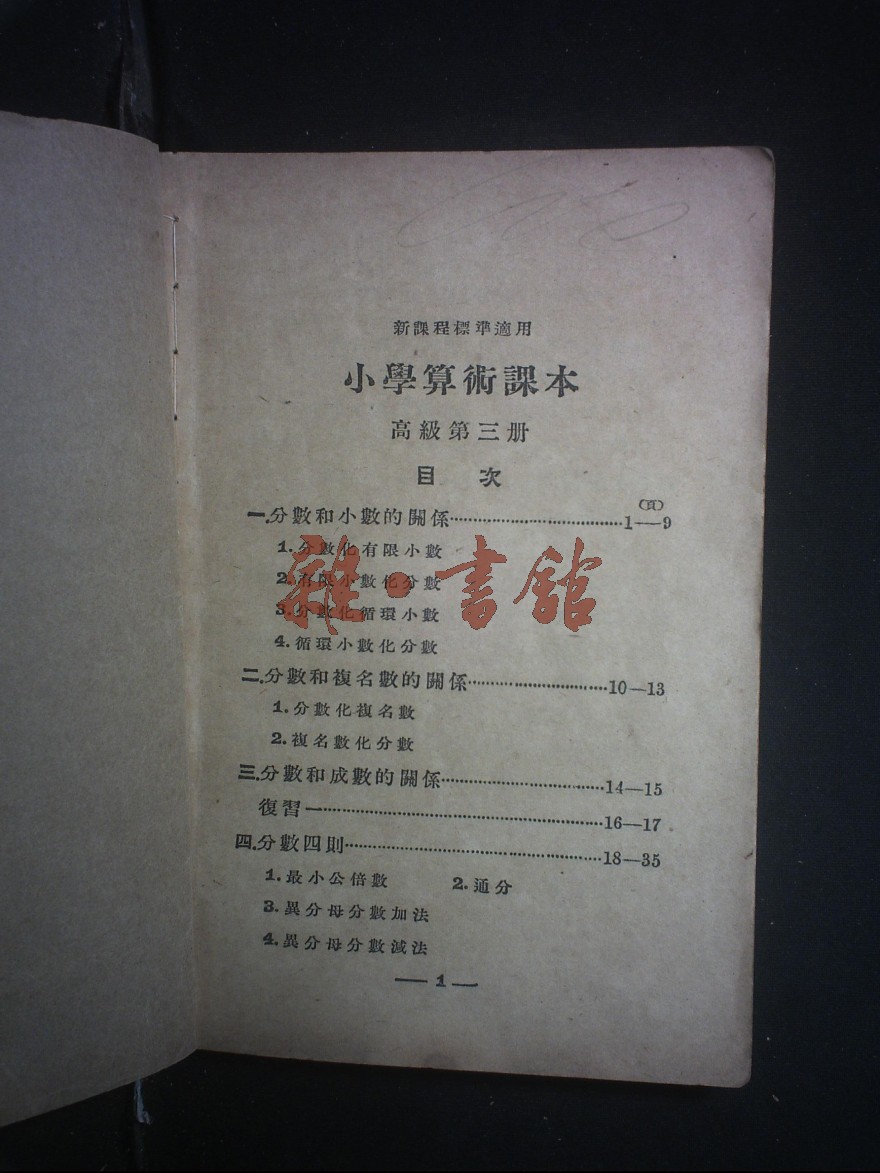 新課程標準適用
小學算術課本
高級第三册
目 次
(頁)
一.分數和小數的關係……………………1—9
1.分數化有限小數
2.有限小數化分數
3.分數化循環小數
4.循環小數化分數
雜·書館
二.分數和複名數的關係………………10—13
1.分數化複名數
2.複名數化分數
三.分數和成數的關係…………………14—15
復習一…………………………………16—17
四.分數四則……………………………18—35
1.最小公倍數 2.通分
3.異分母分數加法
4.異分母分數減法
— 1 —